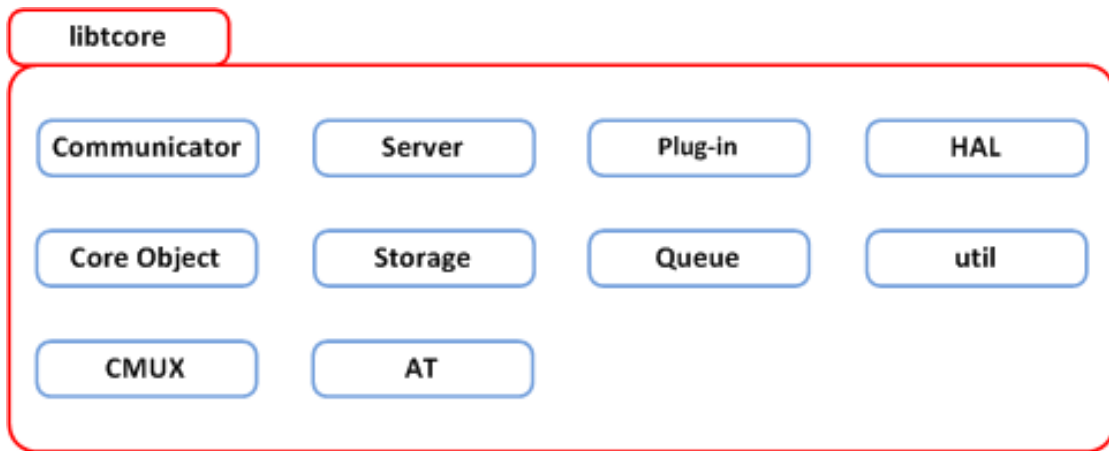 libtcore
Communicator
Server
Plug-in
HAL
Core Object
Storage
Queue
util
CMUX
AT